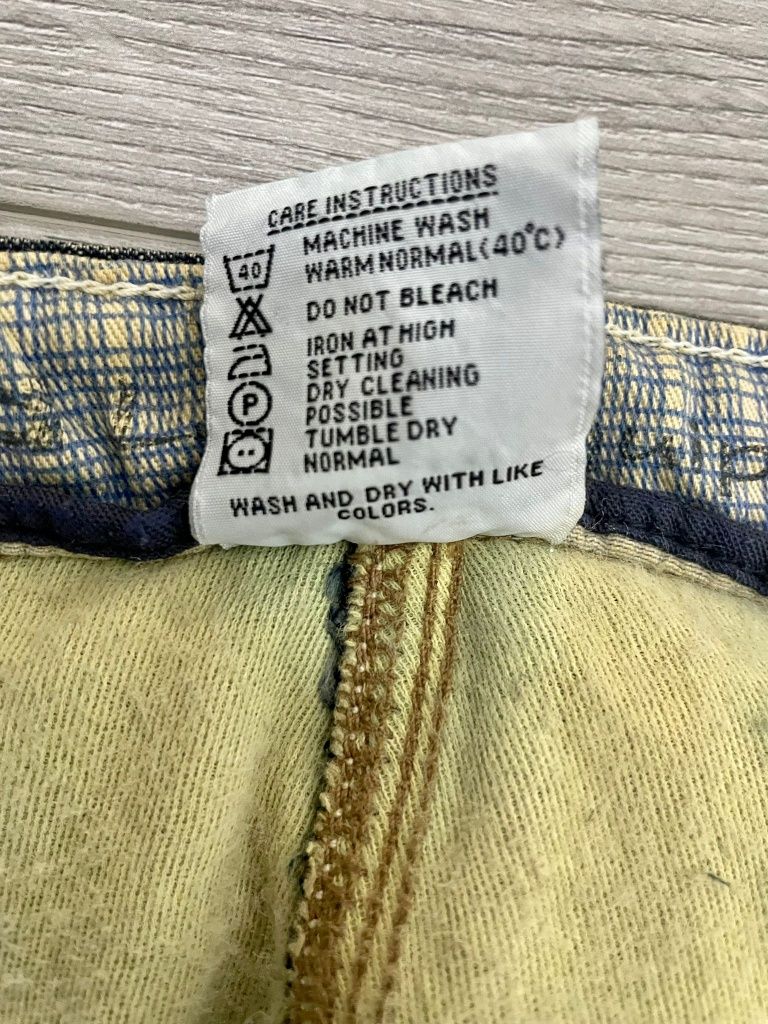 CARE INSTRUCTIONS
40
MACHINE WASH
WARM NORMAL(40°C)
DO NOT BLEACH
IRON AT HIGH
SETTING
P
DRY CLEANING
POSSIBLE
TUMBLE DRY
NORMAL
WASH AND DRY WITH LIKE
COLORS.